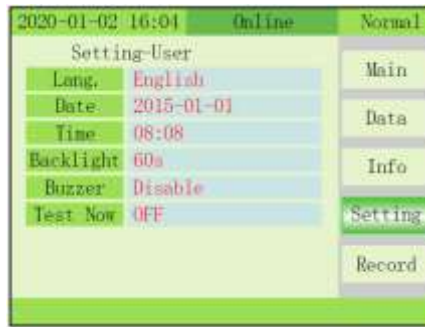 2020-01-02 16:04 Online Normal
Setting-User
Lang. English
Date 2015-01-01
Time 08:08
Backlight 60s
Buzzer Disable
Test Now OFF
Main
Data
Info
Setting
Record